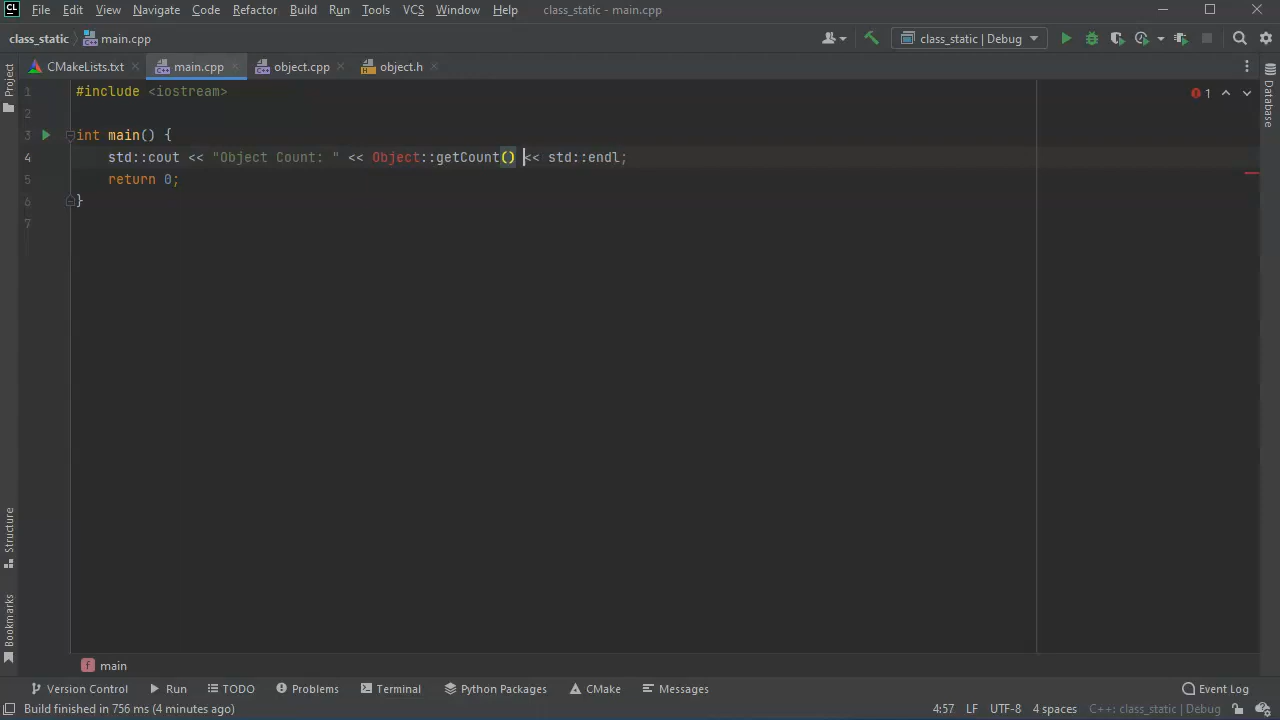 CL File Edit View Navigate Code Refactor Build Run Tools VCS Window Help class_static - main.cpp
class_static main.cpp class_static | Debug
CMakeLists.txt main.cpp object.cpp object.h
Project
Database
Structure
Bookmarks
1 #include <iostream>
1
2
3 int main() {
4 std::cout << "Object Count: " << Object::getCount() << std::endl;
5 return 0;
6 }
7
f main
Version Control Run TODO Problems Terminal Python Packages CMake Messages Event Log
Build finished in 756 ms (4 minutes ago) 4:57 LF UTF-8 4 spaces C++: class_static | Debug